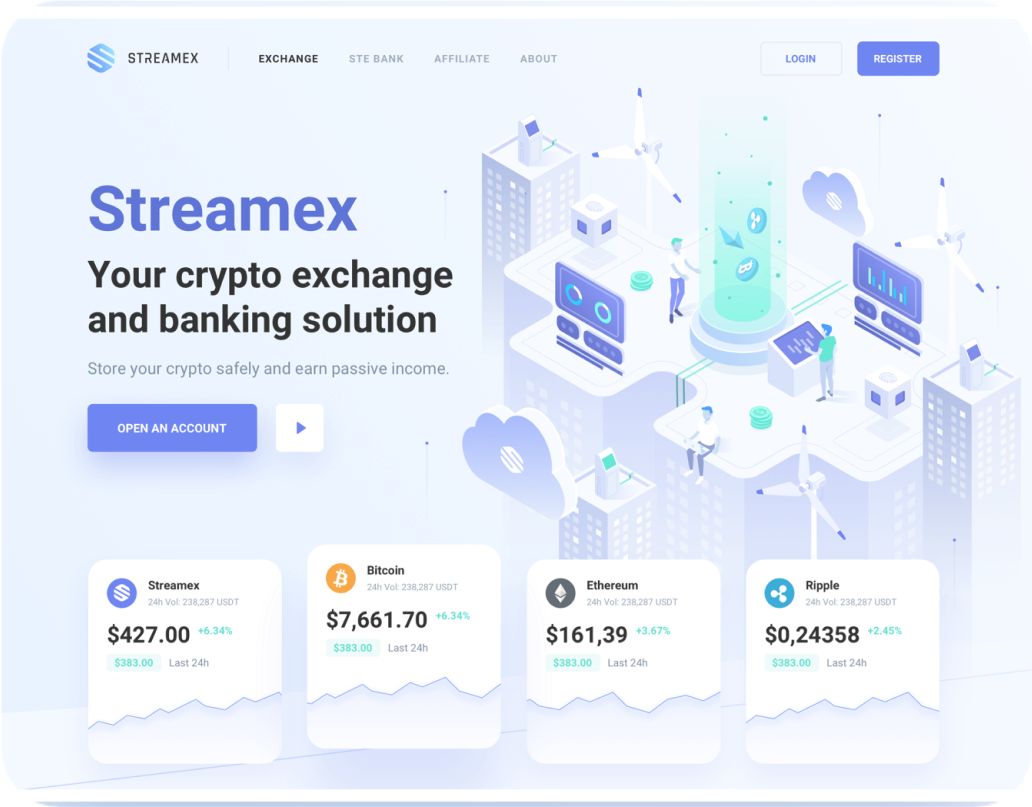 STREAMEX
EXCHANGE
STE BANK
AFFILIATE
ABOUT
LOGIN
REGISTER
Streamex
Your crypto exchange
and banking solution
Store your crypto safely and earn passive income.
OPEN AN ACCOUNT
Streamex
24h Vol: 238,287 USDT
$427.00 +6.34%
$383.00 Last 24h
Bitcoin
24h Vol: 238,287 USDT
$7,661.70 +6.34%
$383.00 Last 24h
Ethereum
24h Vol: 238,287 USDT
$161,39 +3.67%
$383.00 Last 24h
Ripple
24h Vol: 238,287 USDT
$0,24358 +2.45%
$383.00 Last 24h